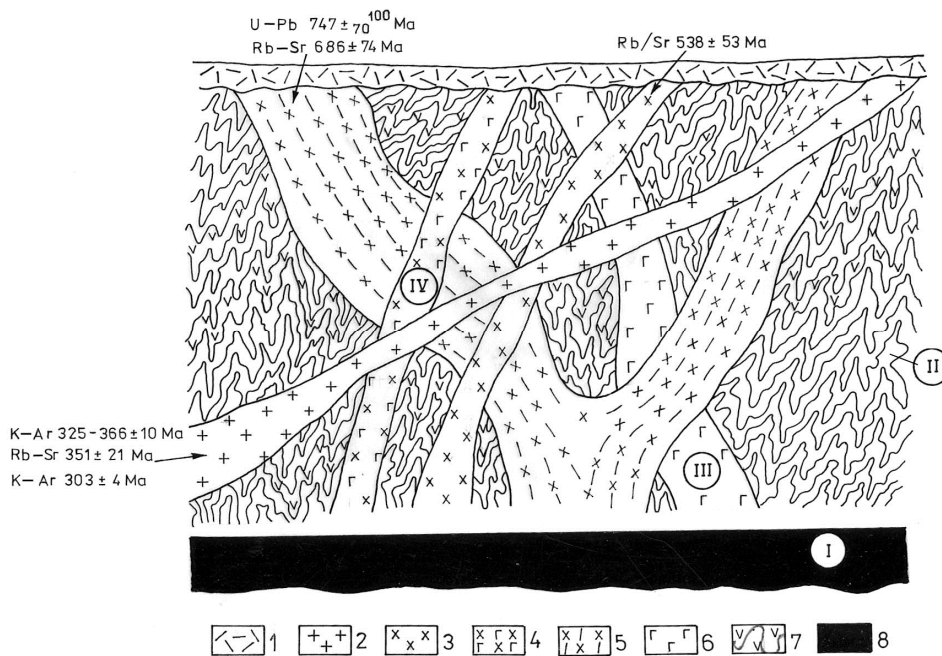 U-Pb 747± 70 100 Ma
Rb-Sr 686± 74 Ma
Rb/Sr 538 ± 53 Ma
IV
II
K-Ar 325-366±10 Ma
Rb-Sr 351± 21 Ma
K-Ar 303 ± 4 Ma
III
I
1 2 3 4 5 6 7 8